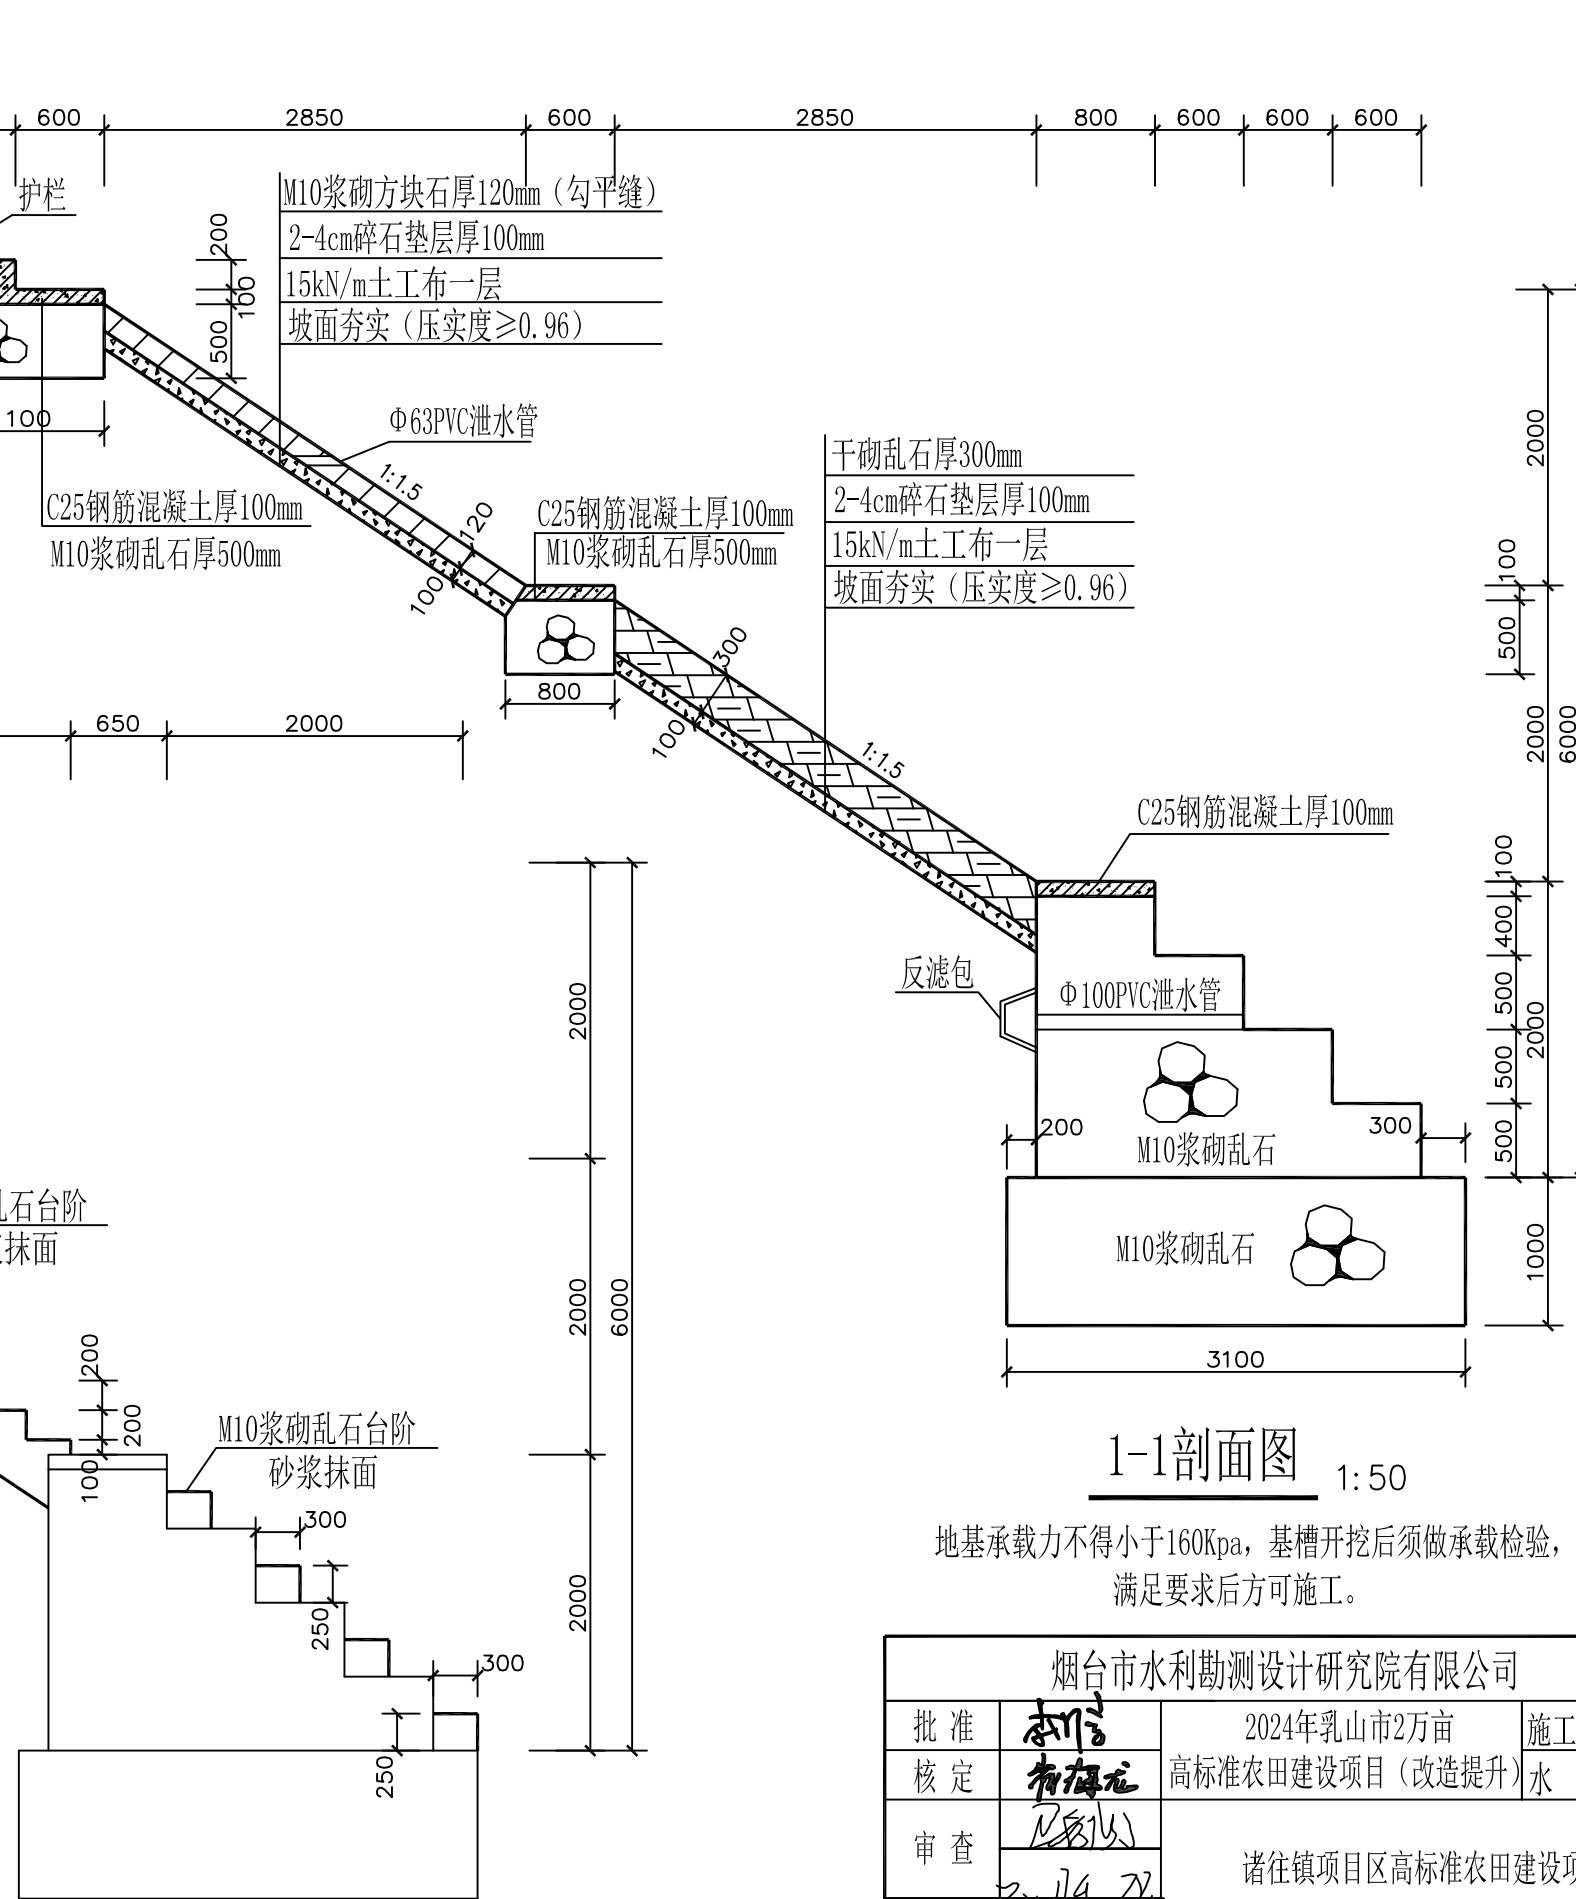 600 2850 600 2850 800 600 600 600
护栏
M10浆砌方块石厚120mm（勾平缝）
2-4cm碎石垫层厚100mm
15kN/m土工布一层
坡面夯实（压实度≥0.96）
200
100
500
100
Φ63PVC泄水管
1:1.5
120
100
C25钢筋混凝土厚100mm
M10浆砌乱石厚500mm
C25钢筋混凝土厚100mm
M10浆砌乱石厚500mm
800
干砌乱石厚300mm
2-4cm碎石垫层厚100mm
15kN/m土工布一层
坡面夯实（压实度≥0.96）
300
100
1:1.5
2000
100
500
2000
6000
650 2000
C25钢筋混凝土厚100mm
100
400
500
2000
500
500
1000
反滤包
Φ100PVC泄水管
200
300
M10浆砌乱石
M10浆砌乱石
3100
2000
2000
6000
2000
石台阶
抹面
200
200
100
M10浆砌乱石台阶
砂浆抹面
300
250
300
250
1-1剖面图 1:50
地基承载力不得小于160Kpa，基槽开挖后须做承载检验，
满足要求后方可施工。
烟台市水利勘测设计研究院有限公司
批 准
2024年乳山市2万亩
高标准农田建设项目（改造提升）
施工
水
核 定
审 查
诸往镇项目区高标准农田建设项